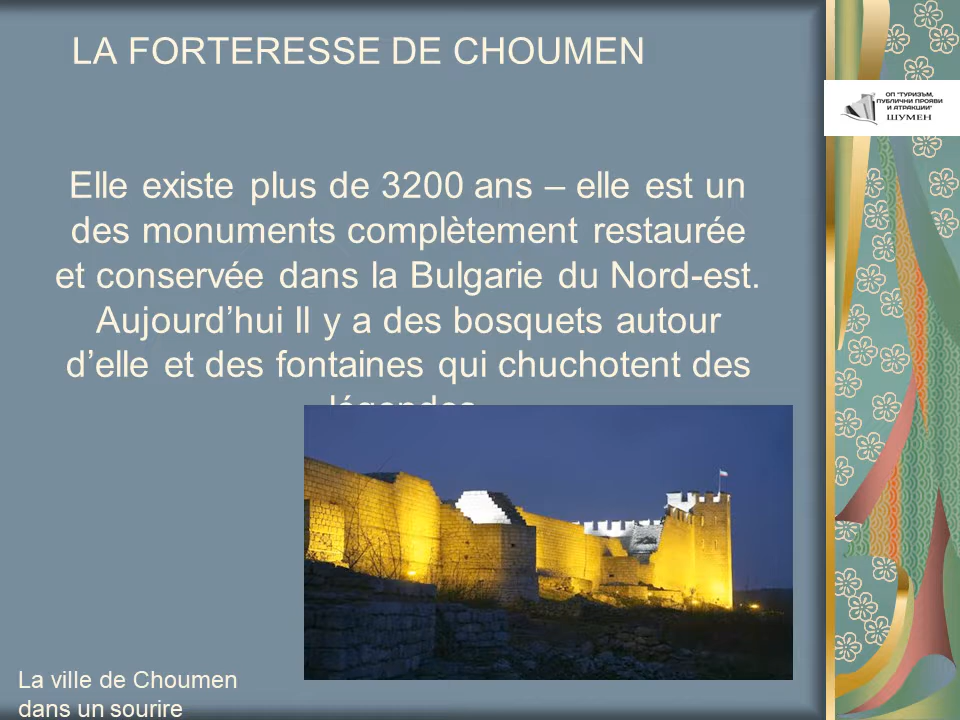 LA FORTERESSE DE CHOUMEN
ОП "ТУРИЗЪМ,
ПУБЛИЧНИ ПРОЯВИ
И АТРАКЦИИ"
ШУМЕН
Elle existe plus de 3200 ans – elle est un
des monuments complètement restaurée
et conservée dans la Bulgarie du Nord-est.
Aujourd’hui Il y a des bosquets autour
d’elle et des fontaines qui chuchotent des
légendes
La ville de Choumen
dans un sourire